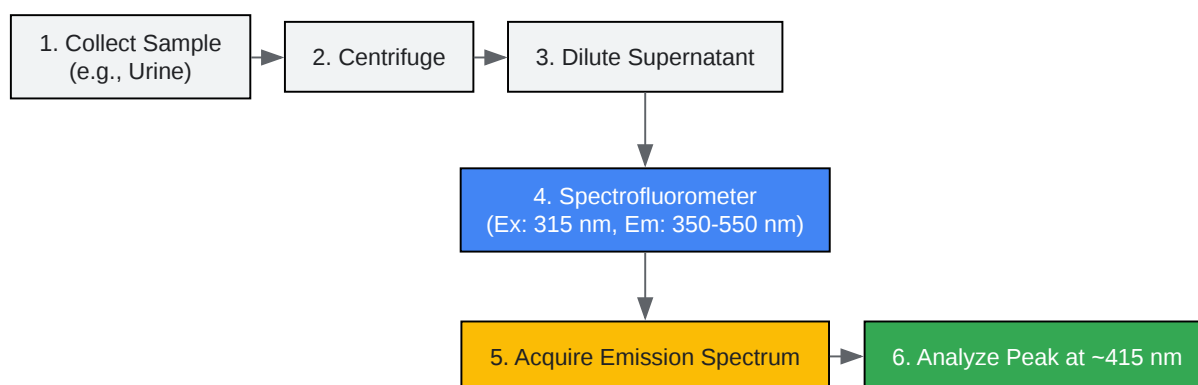 1. Collect Sample
(e.g., Urine)
2. Centrifuge
3. Dilute Supernatant
4. Spectrofluorometer
(Ex: 315 nm, Em: 350-550 nm)
5. Acquire Emission Spectrum
6. Analyze Peak at ~415 nm